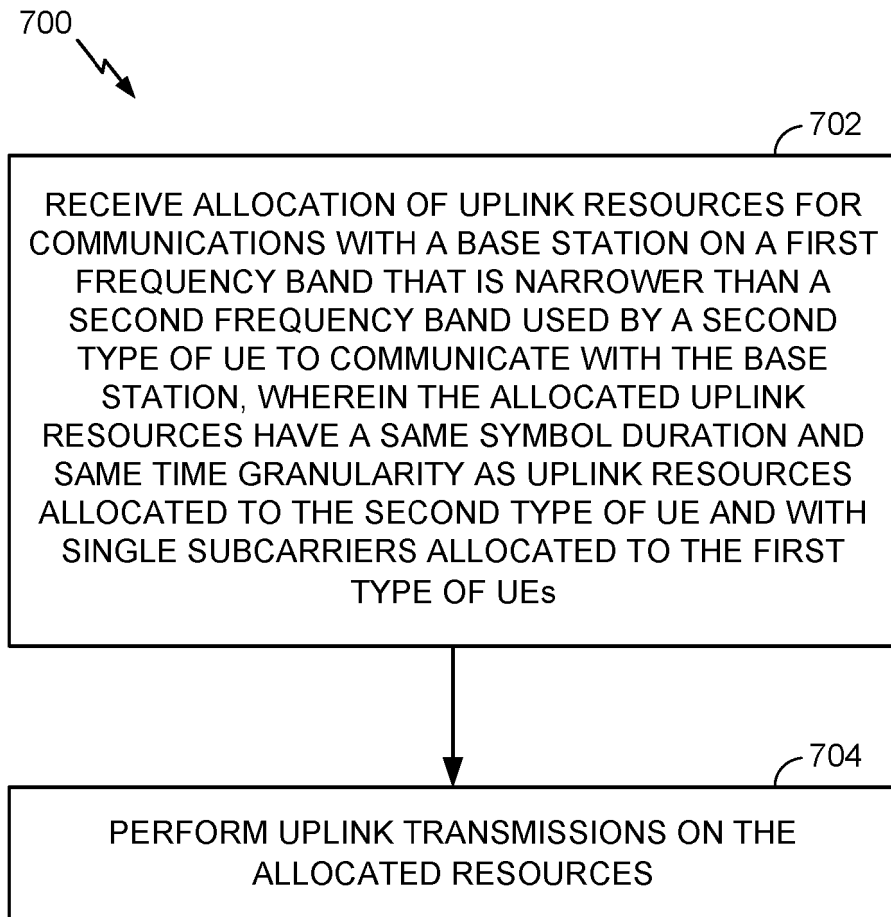 700
702
RECEIVE ALLOCATION OF UPLINK RESOURCES FOR
COMMUNICATIONS WITH A BASE STATION ON A FIRST
FREQUENCY BAND THAT IS NARROWER THAN A
SECOND FREQUENCY BAND USED BY A SECOND
TYPE OF UE TO COMMUNICATE WITH THE BASE
STATION, WHEREIN THE ALLOCATED UPLINK
RESOURCES HAVE A SAME SYMBOL DURATION AND
SAME TIME GRANULARITY AS UPLINK RESOURCES
ALLOCATED TO THE SECOND TYPE OF UE AND WITH
SINGLE SUBCARRIERS ALLOCATED TO THE FIRST
TYPE OF UEs
704
PERFORM UPLINK TRANSMISSIONS ON THE
ALLOCATED RESOURCES